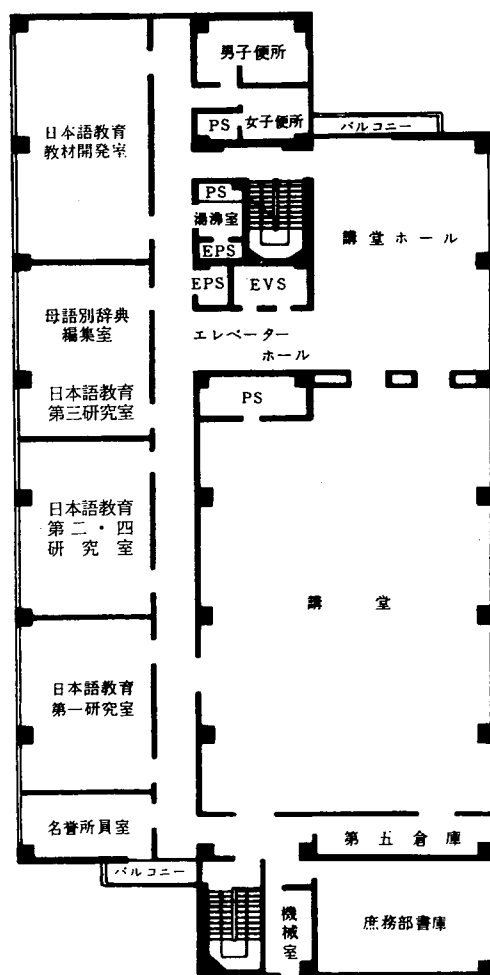 男子便所
日本語教育
教材開発室
PS
女子便所
バルコニー
PS
湯沸室
EPS
講堂ホール
EPS
EVS
母語別辞典
編集室
エレベーター
ホール
日本語教育
第三研究室
PS
日本語教育
第二・四
研究室
講堂
日本語教育
第一研究室
名誉所員室
第五倉庫
バルコニー
機械室
庶務部書庫